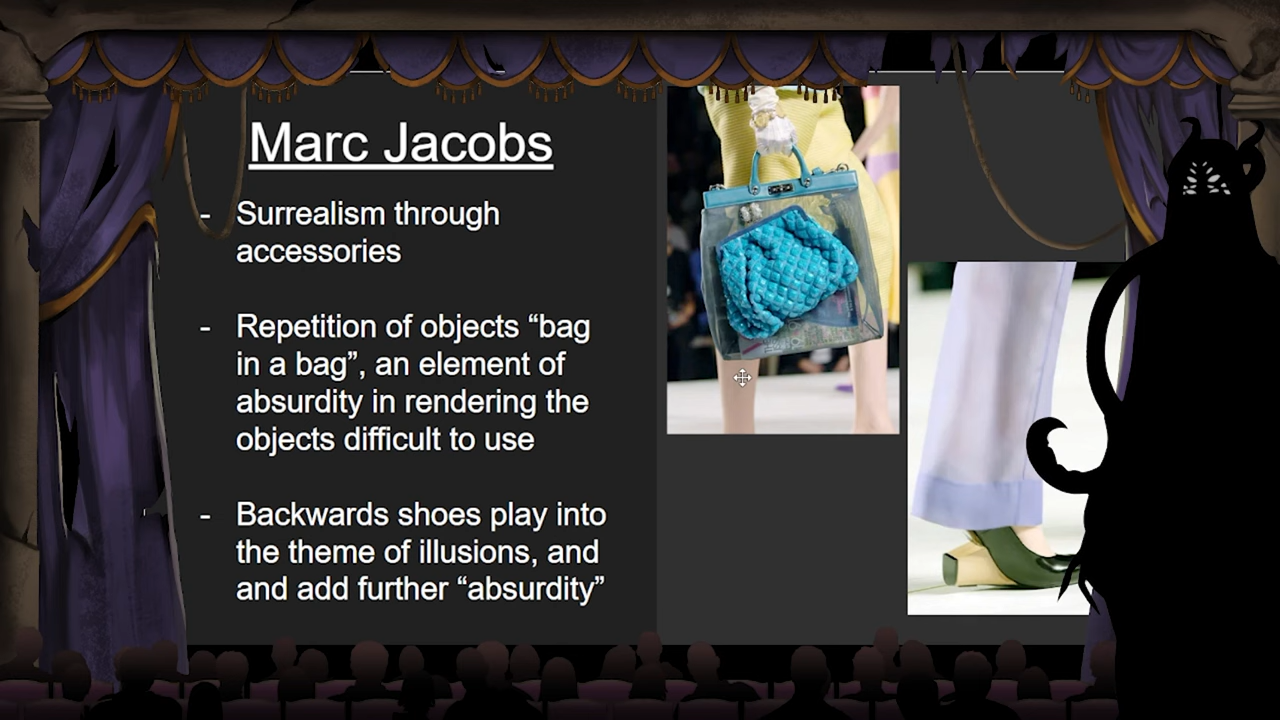 Marc Jacobs
- Surrealism through
accessories
- Repetition of objects “bag
in a bag”, an element of
absurdity in rendering the
objects difficult to use
- Backwards shoes play into
the theme of illusions, and
and add further “absurdity”